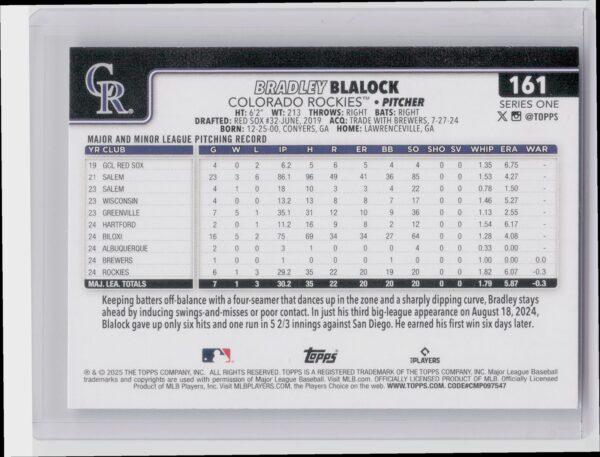 CR
BRADLEY BLALOCK
COLORADO ROCKIES™ • PITCHER
HT: 6'2" WT: 213 THROWS: RIGHT BATS: RIGHT
DRAFTED: RED SOX #32-JUNE, 2019 ACQ: TRADE WITH BREWERS, 7-27-24
BORN: 12-25-00, CONYERS, GA HOME: LAWRENCEVILLE, GA
161
SERIES ONE
@TOPPS
MAJOR AND MINOR LEAGUE PITCHING RECORD
YR CLUB G W L IP H R ER BB SO SHO SV WHIP ERA WAR
19 GCL RED SOX 4 0 2 6.2 5 6 5 4 4 0 0 1.35 6.75 -
21 SALEM 23 3 6 86.1 96 49 41 36 85 0 0 1.53 4.27 -
23 SALEM 4 1 0 18 10 3 3 4 22 0 0 0.78 1.50 -
23 WISCONSIN 4 0 0 13.2 13 8 8 7 17 0 0 1.46 5.27 -
23 GREENVILLE 7 5 1 35.1 31 12 10 9 36 0 0 1.13 2.55 -
24 HARTFORD 2 0 1 11.2 16 9 8 2 12 0 0 1.54 6.17 -
24 BILOXI 16 5 2 75 69 34 34 27 64 0 0 1.28 4.08 -
24 ALBUQUERQUE 2 0 0 3 1 0 0 0 4 0 0 0.33 0.00 -
24 BREWERS 1 0 0 1 0 0 0 1 0 0 0 1.00 0.00 0.0
24 ROCKIES 6 1 3 29.2 35 22 20 19 20 0 0 1.82 6.07 -0.3
MAJ. LEA. TOTALS 7 1 3 30.2 35 22 20 20 20 0 0 1.79 5.87 -0.3
Keeping batters off-balance with a four-seamer that dances up in the zone and a sharply dipping curve, Bradley stays
ahead by inducing swings-and-misses or poor contact. In just his third big-league appearance on August 18, 2024,
Blalock gave up only six hits and one run in 5 2/3 innings against San Diego. He earned his first win six days later.
Topps
PLAYERS
® & © 2025 THE TOPPS COMPANY, INC. ALL RIGHTS RESERVED. TOPPS IS A REGISTERED TRADEMARK OF THE TOPPS COMPANY, INC. Major League Baseball
trademarks and copyrights are used with permission of Major League Baseball. Visit MLB.com. OFFICIALLY LICENSED PRODUCT OF MLB. Officially Licensed
Product of MLB Players, Inc. Visit MLBPLAYERS.com, the Players Choice on the web. WWW.TOPPS.COM. CODE#CMP097547